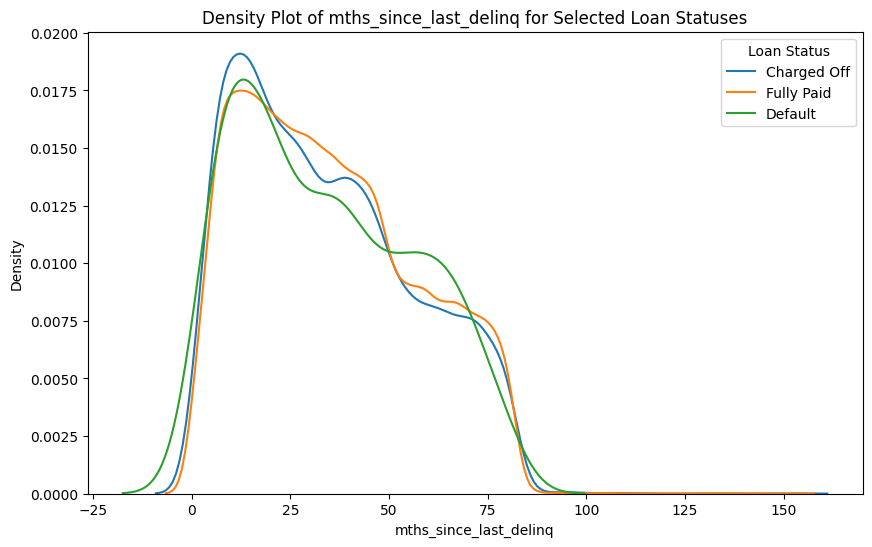 Density Plot of mths_since_last_delinq for Selected Loan Statuses
Loan Status
Charged Off
Fully Paid
Default
Density
0.0200
0.0175
0.0150
0.0125
0.0100
0.0075
0.0050
0.0025
0.0000
−25
0
25
50
75
100
125
150
mths_since_last_delinq